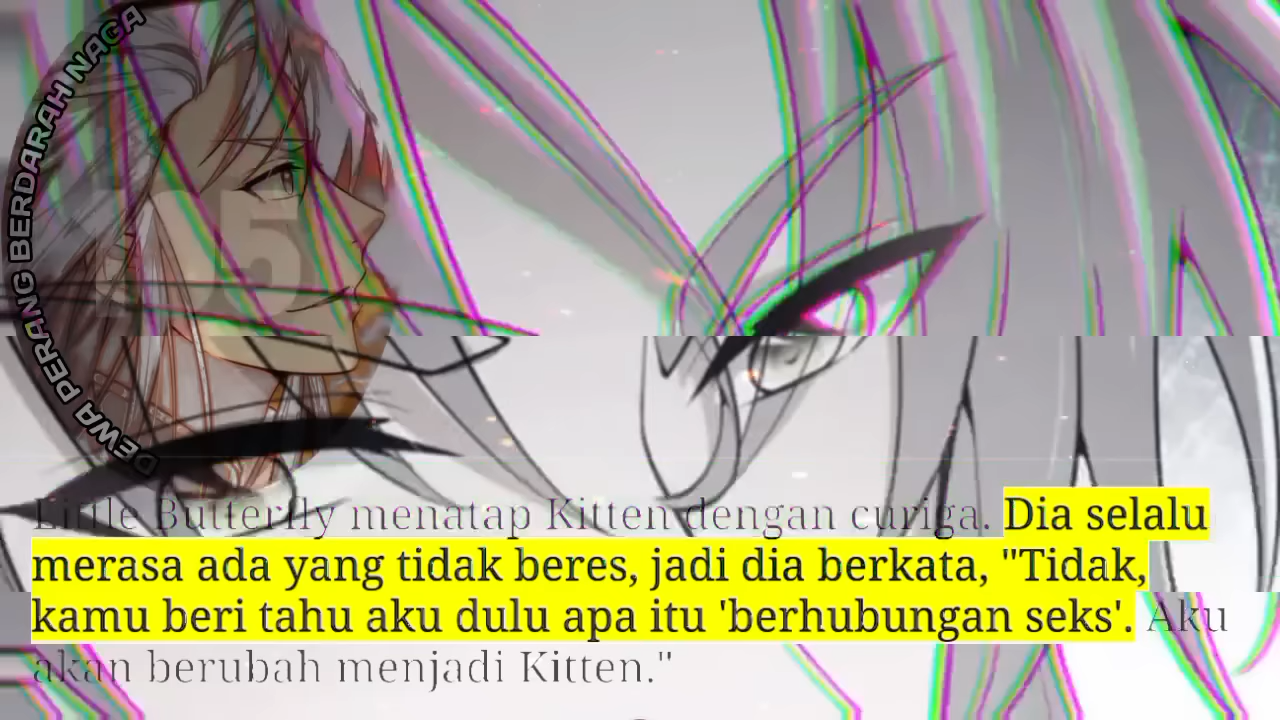 DEWA PERANG BERDARAH NAGA
5
Little Butterfly menatap Kitten dengan curiga. Dia selalu
merasa ada yang tidak beres, jadi dia berkata, "Tidak,
kamu beri tahu aku dulu apa itu 'berhubungan seks'. Aku
akan berubah menjadi Kitten."